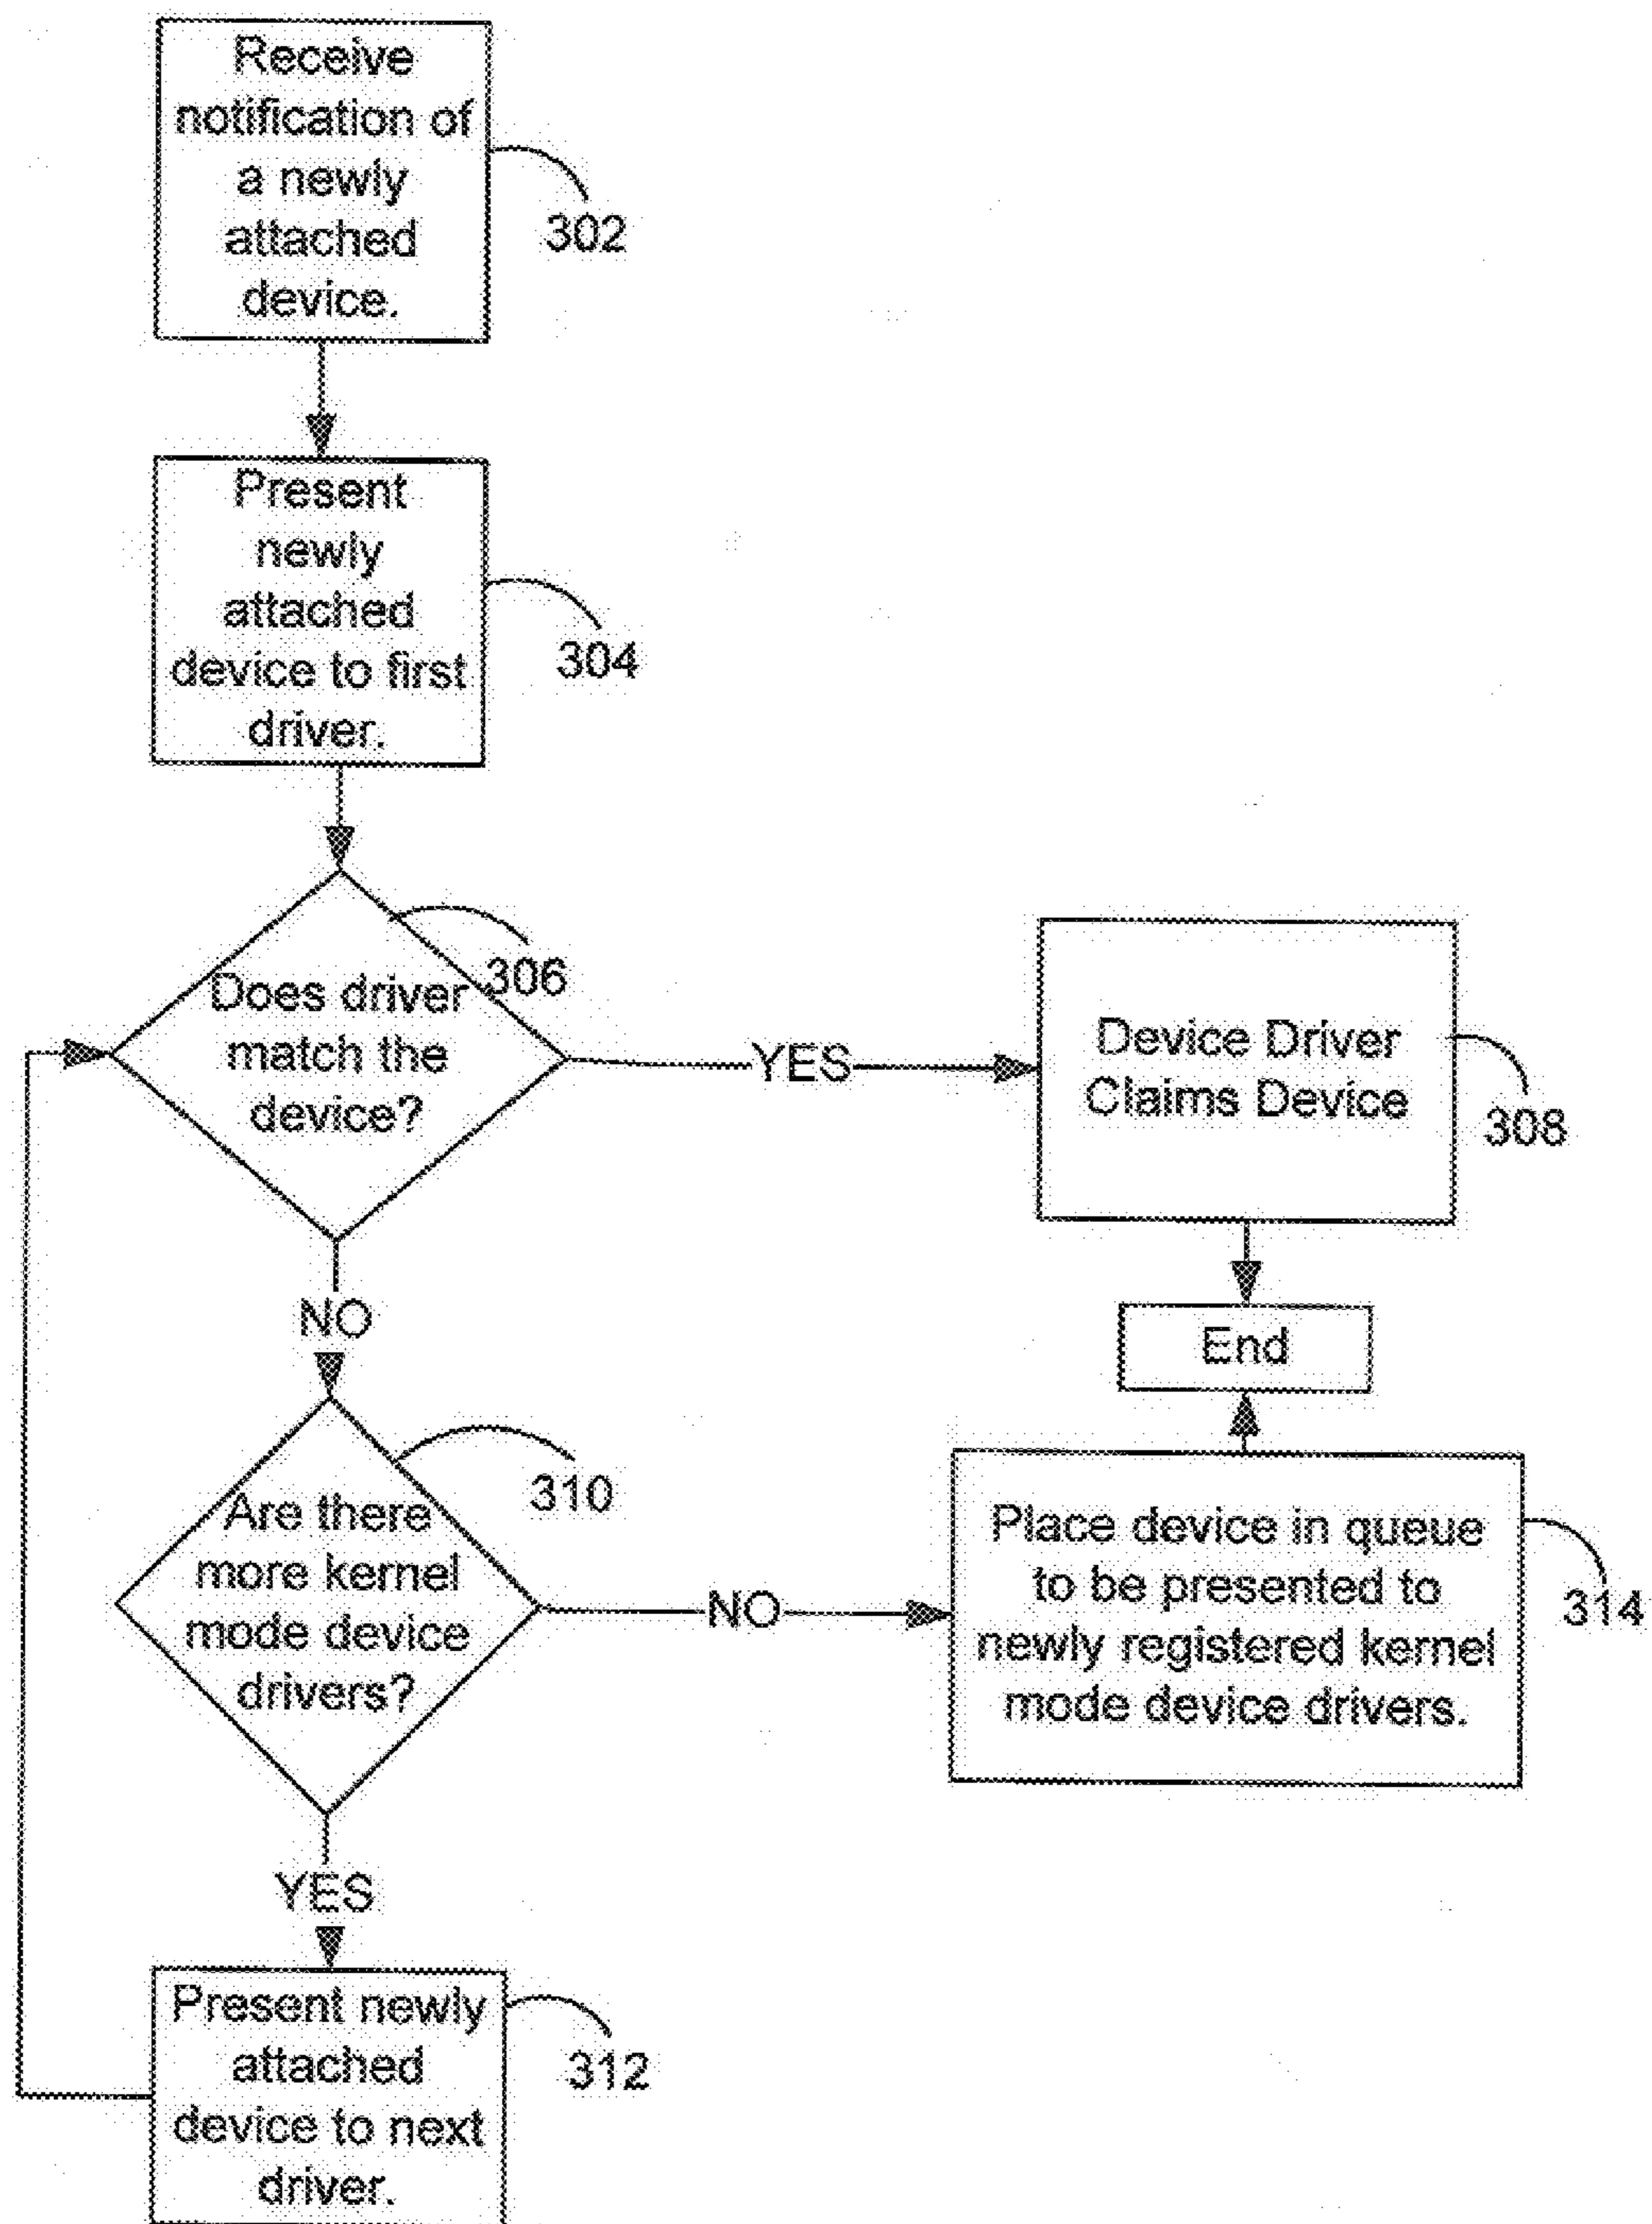 Receive
notification of
a newly
attached
device.
302
Present
newly
attached
device to first
driver.
304
306
Does driver
match the
device?
YES
Device Driver
Claims Device
308
NO
End
310
Are there
more kernel
mode device
drivers?
NO
Place device in queue
to be presented to
newly registered kernel
mode device drivers.
314
YES
Present newly
attached
device to next
driver.
312